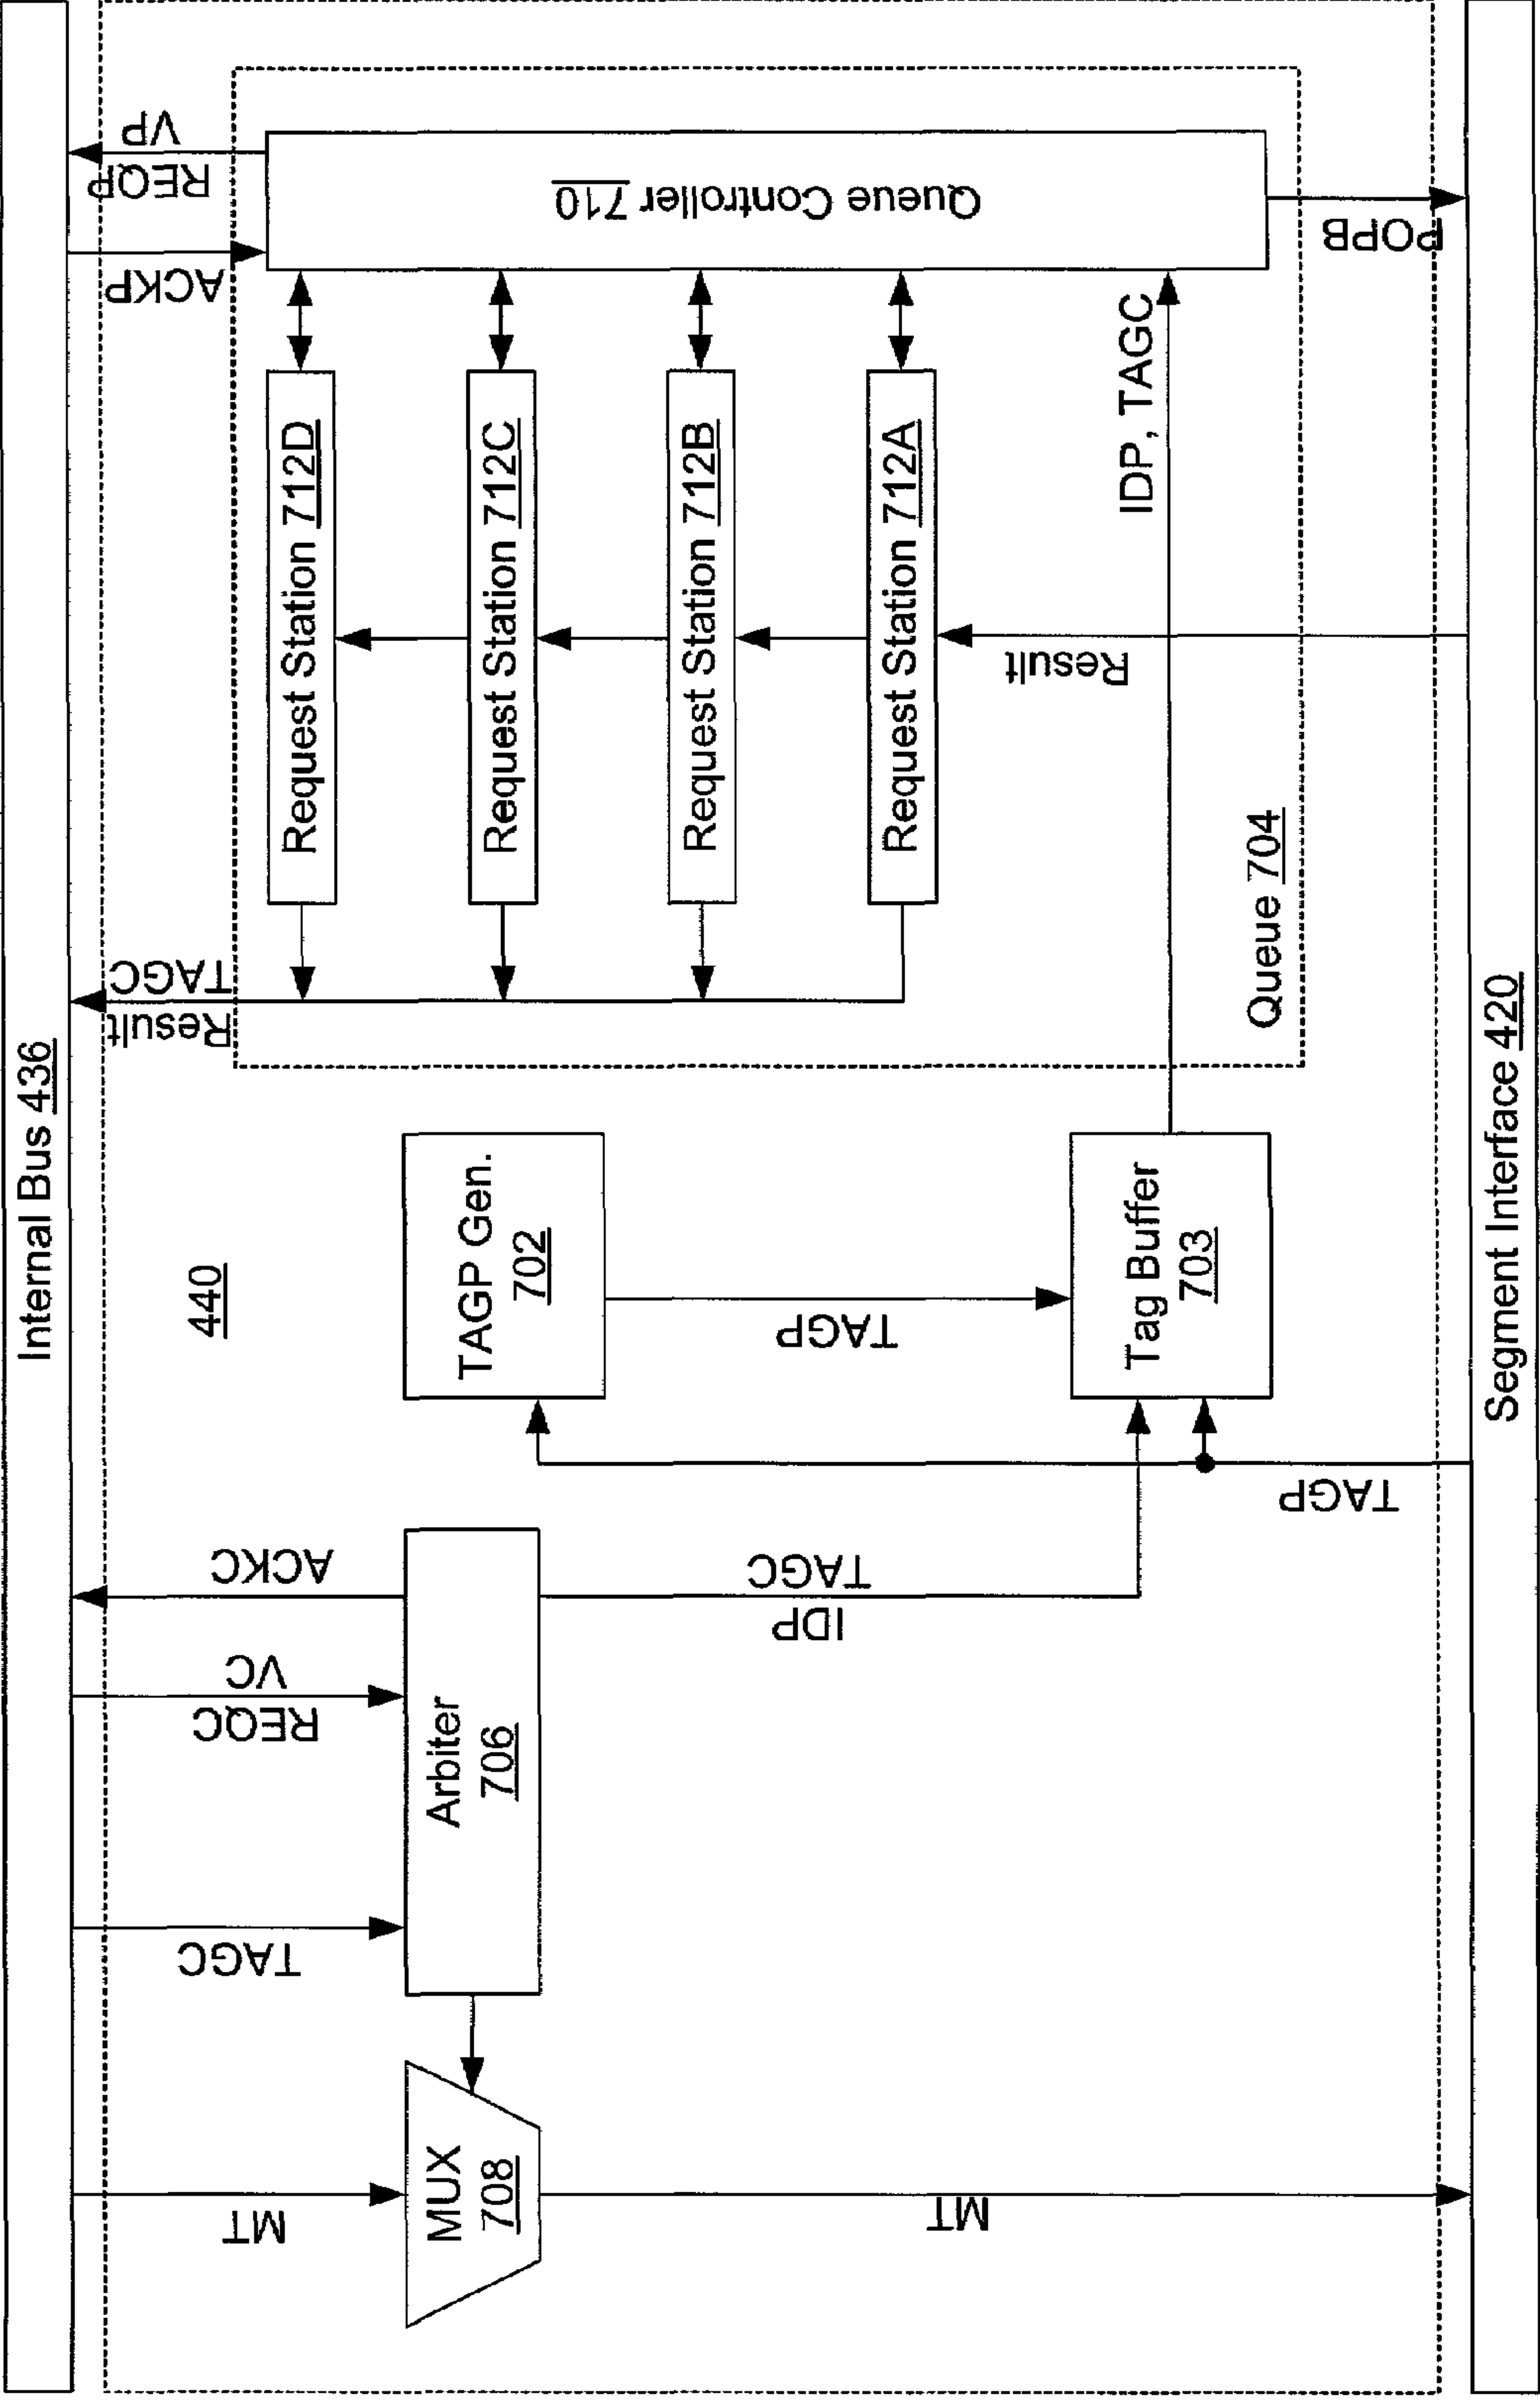 Internal Bus 436
440
MT
TAGC
REQC
VC
ACKC
Result
TAGC
ACKP
REQP
VP
MUX
708
Arbiter
706
TAGP Gen.
702
Request Station 712D
Request Station 712C
Request Station 712B
Request Station 712A
Queue Controller 710
IDP
TAGC
TAGP
Tag Buffer
703
IDP, TAGC
Result
Queue 704
MT
TAGP
POPB
Segment Interface 420